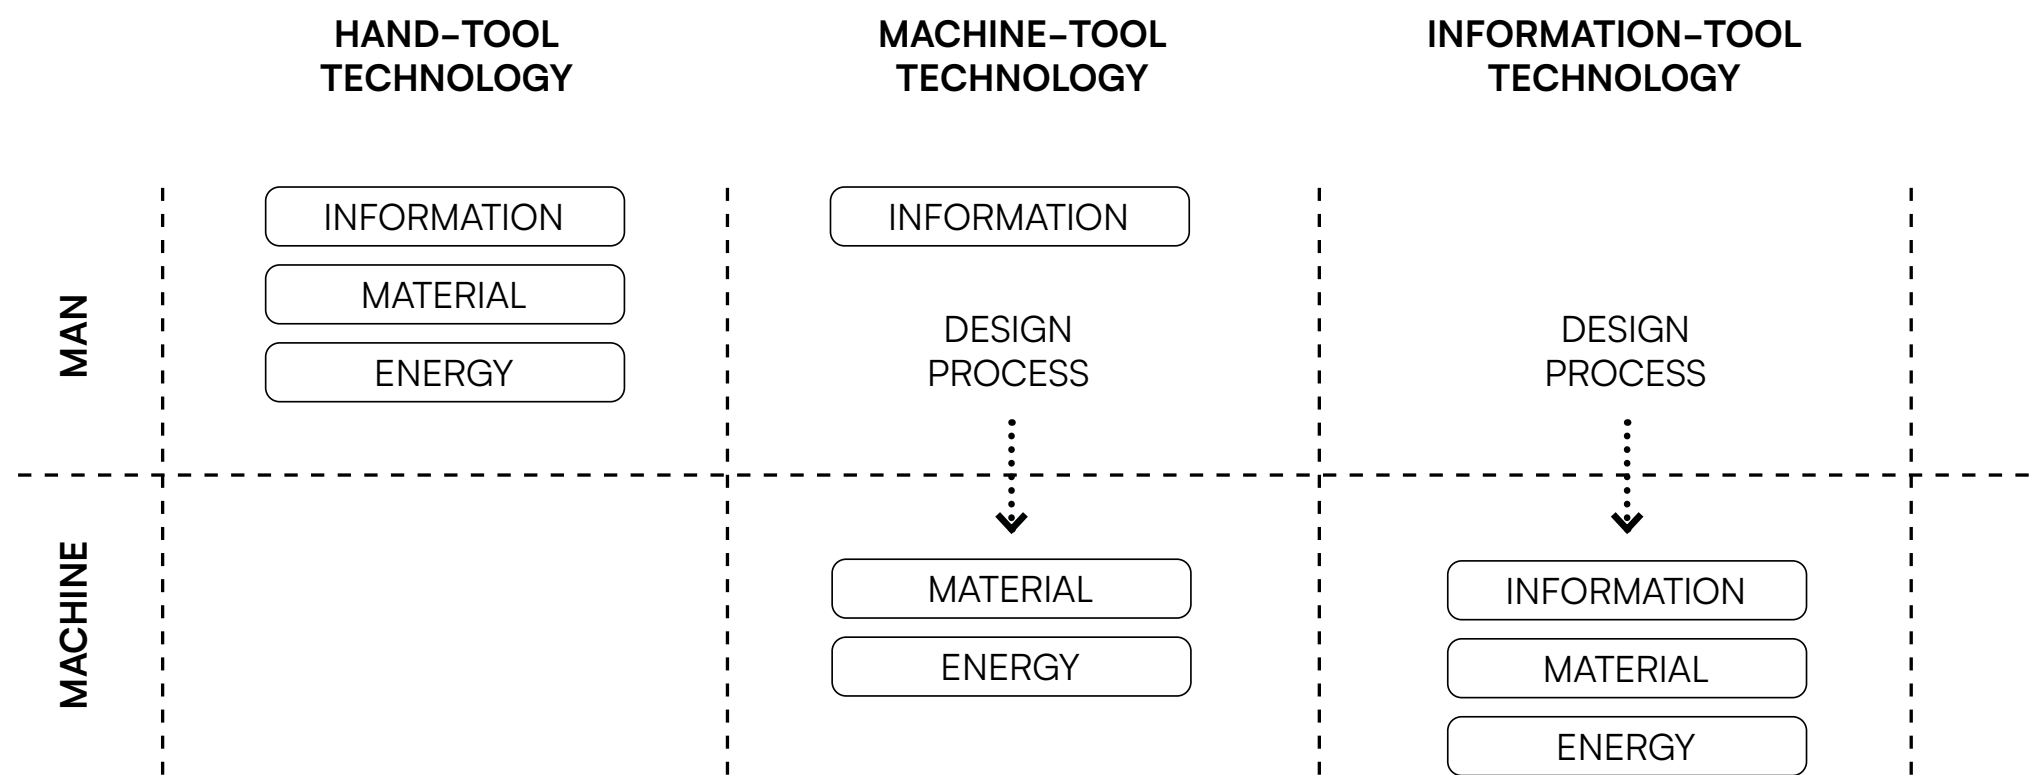 HAND–TOOL
TECHNOLOGY
MACHINE–TOOL
TECHNOLOGY
INFORMATION–TOOL
TECHNOLOGY
MAN
INFORMATION
MATERIAL
ENERGY
INFORMATION
DESIGN
PROCESS
DESIGN
PROCESS
MACHINE
MATERIAL
ENERGY
INFORMATION
MATERIAL
ENERGY